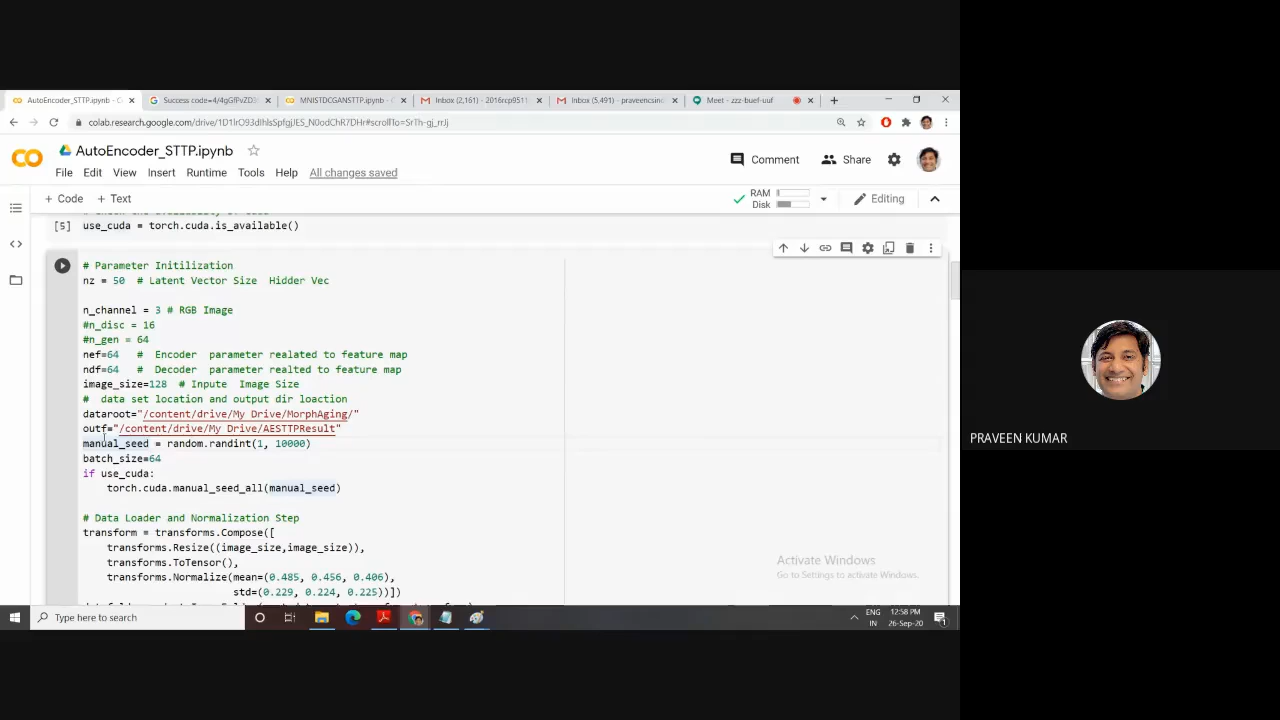 AutoEncoder_STTP.ipynb - C
Success code=4/4gGfPvZD3
MNISTDCGANSTTP.ipynb -
Inbox (2,161) - 2016rcp9511
Inbox (5,491) - praveencsind
Meet - zzz-buef-uuf
colab.research.google.com/drive/
AutoEncoder_STTP.ipynb
File Edit View Insert Runtime Tools Help All changes saved
Comment Share
+ Code + Text
RAM
Disk
Editing
[5] use_cuda = torch.cuda.is_available()
# Parameter Initilization
nz = 50 # Latent Vector Size Hidder Vec
n_channel = 3 # RGB Image
#n_disc = 16
#n_gen = 64
nef=64 # Encoder parameter realated to feature map
ndf=64 # Decoder parameter realted to feature map
image_size=128 # Inpute Image Size
# data set location and output dir loaction
dataroot="/content/drive/My Drive/MorphAging/"
outf="/content/drive/My Drive/AESTTPResult"
manual_seed = random.randint(1, 10000)
batch_size=64
if use_cuda:
torch.cuda.manual_seed_all(manual_seed)
# Data Loader and Normalization Step
transform = transforms.Compose([
transforms.Resize((image_size,image_size)),
transforms.ToTensor(),
transforms.Normalize(mean=(0.485, 0.456, 0.406),
std=(0.229, 0.224, 0.225))])
Activate Windows
Go to Settings to activate Windows.
Type here to search
ENG
IN
12:58 PM
26-Sep-20
PRAVEEN KUMAR